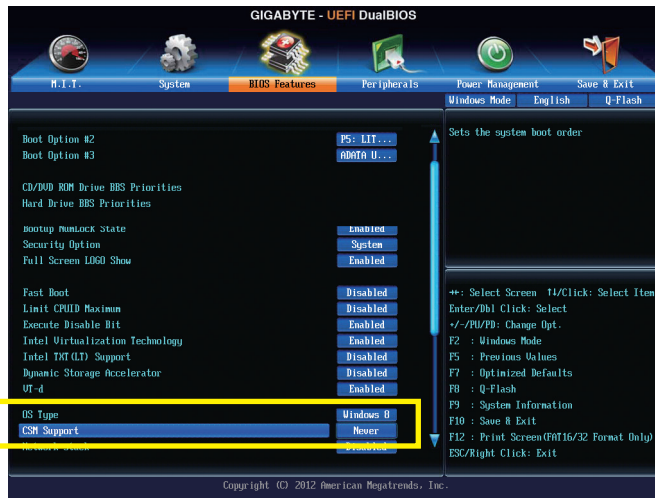 GIGABYTE - UEFI DualBIOS
M.I.T. System BIOS Features Peripherals Power Management Save & Exit
Windows Mode English Q-Flash
Boot Option #2 P5: LIT...
Boot Option #3 ADATA U...
CD/DVD ROM Drive BBS Priorities
Hard Drive BBS Priorities
Bootup NumLock State Enabled
Security Option System
Full Screen LOGO Show Enabled
Fast Boot Disabled
Limit CPUID Maximum Disabled
Execute Disable Bit Enabled
Intel Virtualization Technology Enabled
Intel TXT(LT) Support Disabled
Dynamic Storage Accelerator Disabled
VT-d Enabled
OS Type Windows 8
CSM Support Never
Network stack Disabled
Sets the system boot order
↔: Select Screen ↑↓/Click: Select Item
Enter/Dbl Click: Select
+/-/PU/PD: Change Opt.
F2 : Windows Mode
F5 : Previous Values
F7 : Optimized Defaults
F8 : Q-Flash
F9 : System Information
F10 : Save & Exit
F12 : Print Screen(FAT16/32 Format Only)
ESC/Right Click: Exit
Copyright (C) 2012 American Megatrends, Inc.